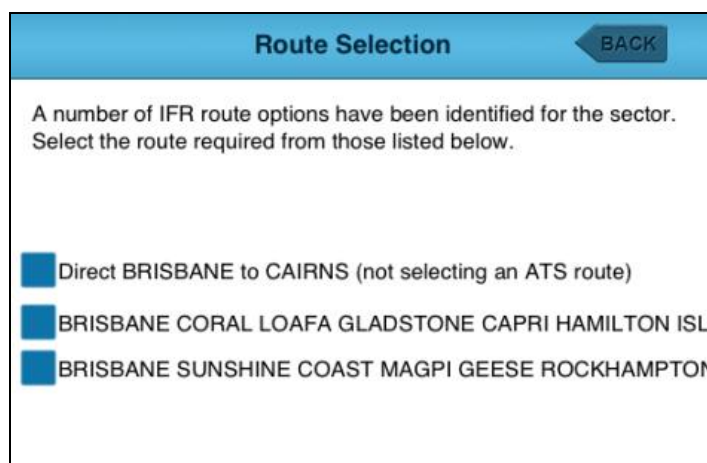 Route Selection
BACK
A number of IFR route options have been identified for the sector.
Select the route required from those listed below.
Direct BRISBANE to CAIRNS (not selecting an ATS route)
BRISBANE CORAL LOAFA GLADSTONE CAPRI HAMILTON ISL
BRISBANE SUNSHINE COAST MAGPI GEESE ROCKHAMPTON